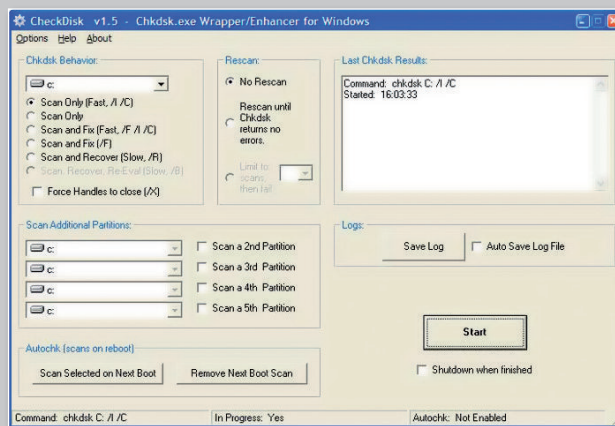 CheckDisk v1.5 - Chkdsk.exe Wrapper/Enhancer for Windows
Options Help About
Chkdsk Behavior:
c:
Scan Only (Fast, /I /C)
Scan Only
Scan and Fix (Fast, /F /I /C)
Scan and Fix (/F)
Scan and Recover (Slow, /R)
Scan, Recover, Re-Eval (Slow, /B)
Force Handles to close (/X)
Rescan:
No Rescan
Rescan until
Chkdsk
returns no
errors.
Limit to
scans,
then fail
Last Chkdsk Results:
Command: chkdsk C: /I /C
Started: 16:03:33
Scan Additional Partitions:
c:
Scan a 2nd Partition
c:
Scan a 3rd Partition
c:
Scan a 4th Partition
c:
Scan a 5th Partition
Logs:
Save Log
Auto Save Log File
Autochk (scans on reboot)
Scan Selected on Next Boot
Remove Next Boot Scan
Start
Shutdown when finished
Command: chkdsk C: /I /C
In Progress: Yes
Autochk: Not Enabled